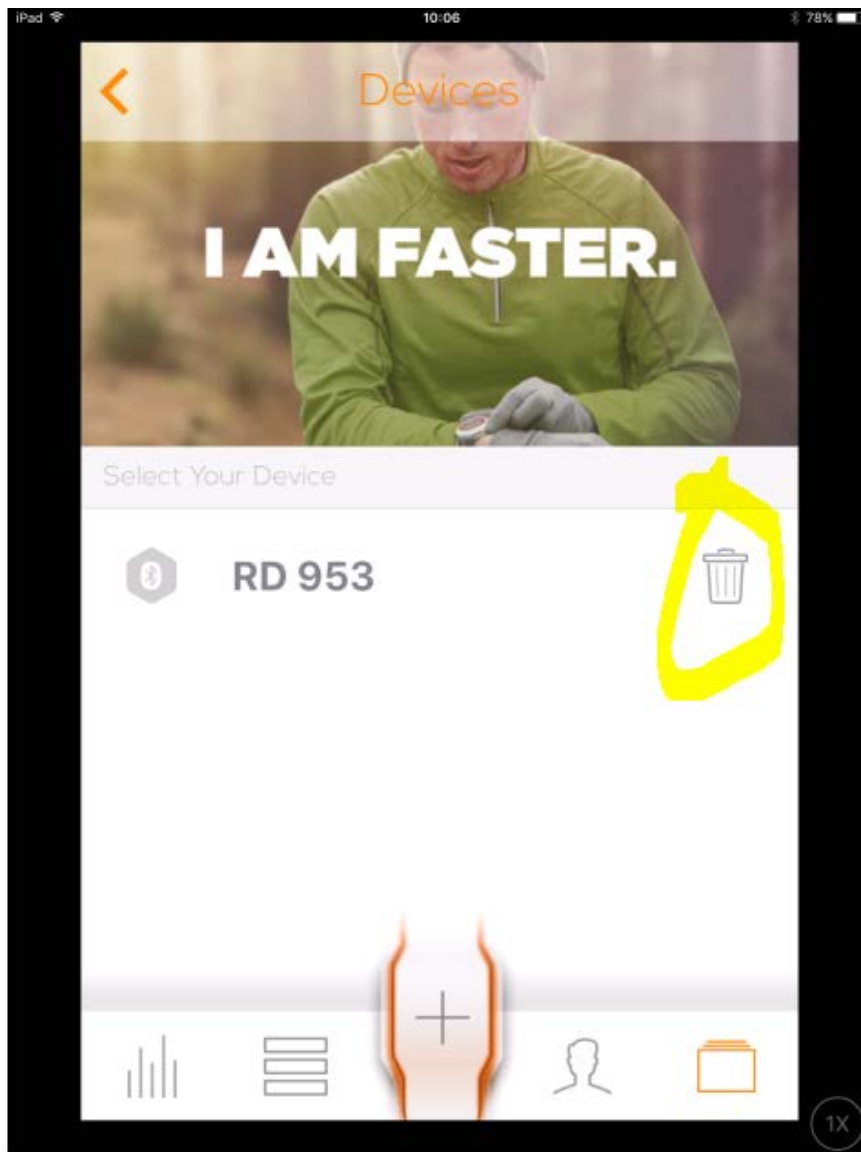 iPad 10:06 78%
Devices
I AM FASTER.
Select Your Device
RD 953
1X